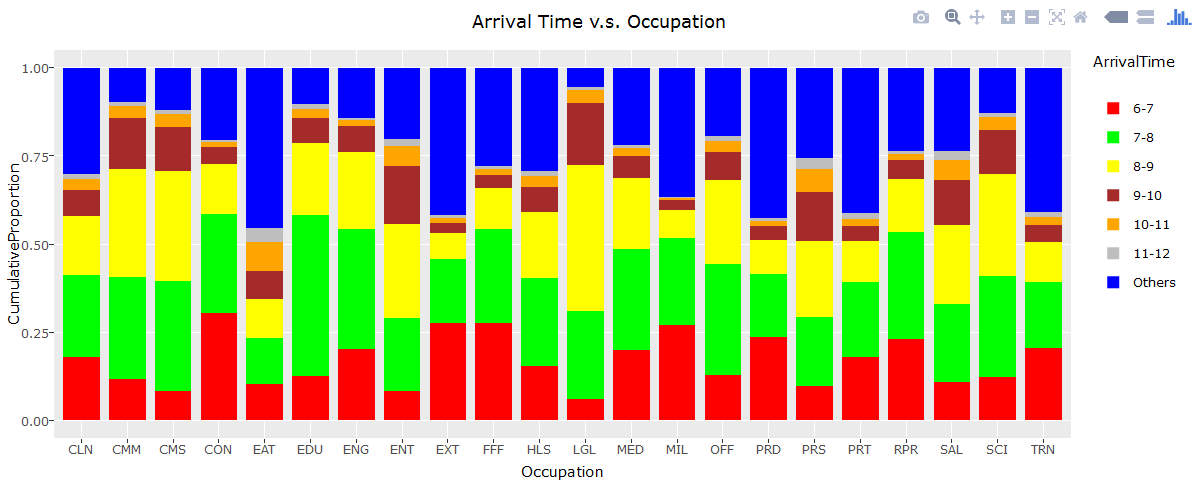 Arrival Time v.s. Occupation
ArrivalTime
6-7
7-8
8-9
9-10
10-11
11-12
Others
CumulativeProportion
1.00
0.75
0.50
0.25
0.00
CLN CMM CMS CON EAT EDU ENG ENT EXT FFF HLS LGL MED MIL OFF PRD PRS PRT RPR SAL SCI TRN
Occupation